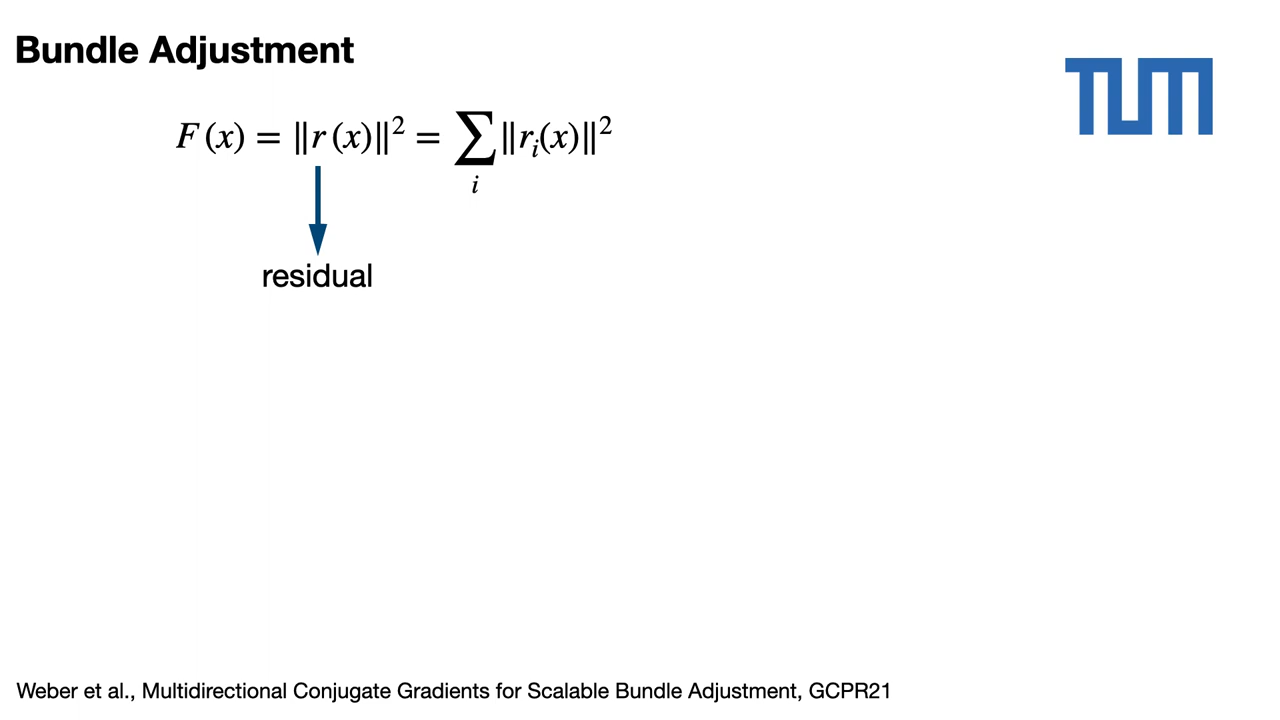 Bundle Adjustment
TUM
F(x) = ‖r(x)‖² = ∑ ‖rᵢ(x)‖²
i
residual
Weber et al., Multidirectional Conjugate Gradients for Scalable Bundle Adjustment, GCPR21